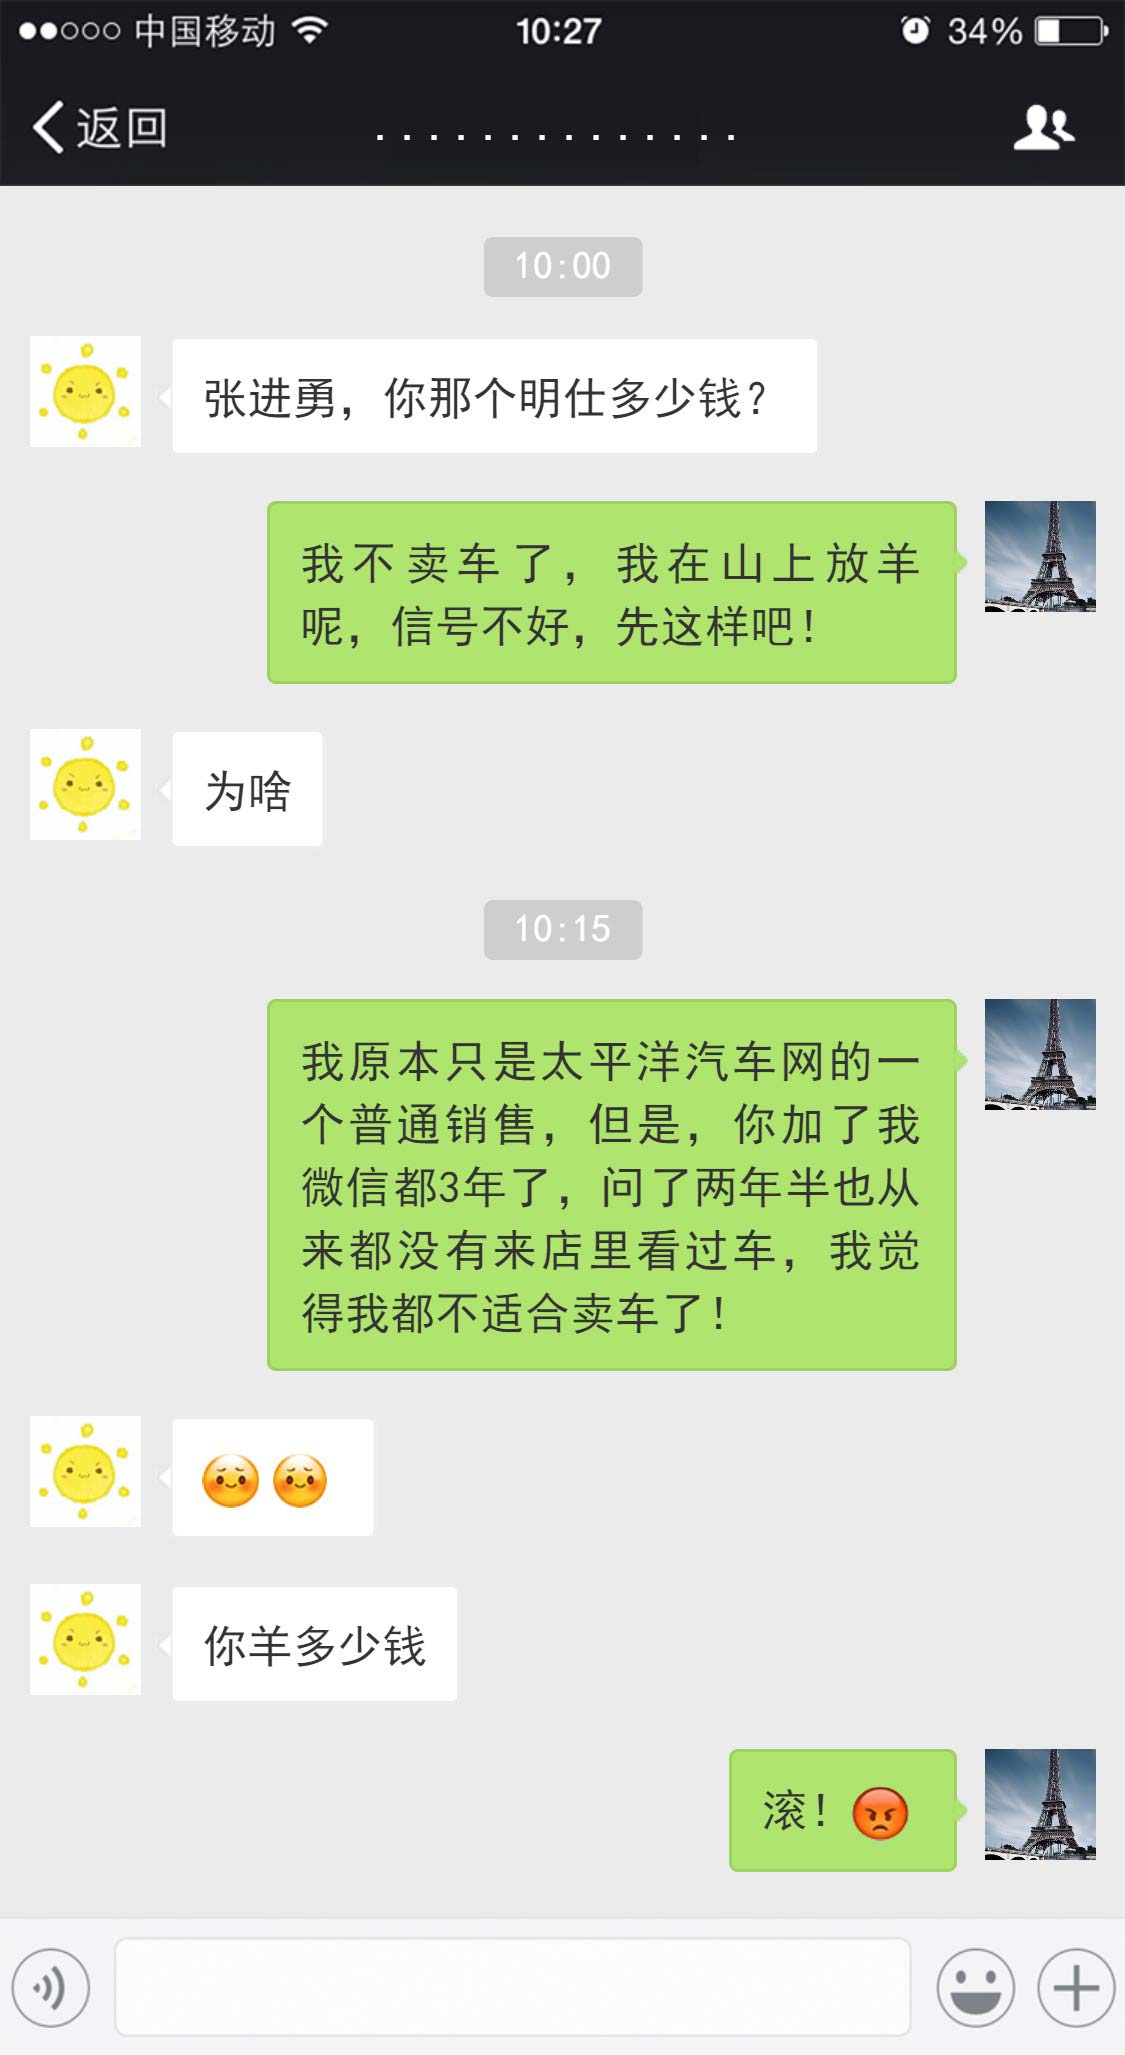 中国移动 10:27 34%
返回 ..............
10:00
张进勇，你那个明仕多少钱？
我不卖车了，我在山上放羊
呢，信号不好，先这样吧！
为啥
10:15
我原本只是太平洋汽车网的一
个普通销售，但是，你加了我
微信都3年了，问了两年半也从
来都没有来店里看过车，我觉
得我都不适合卖车了！
你羊多少钱
滚！